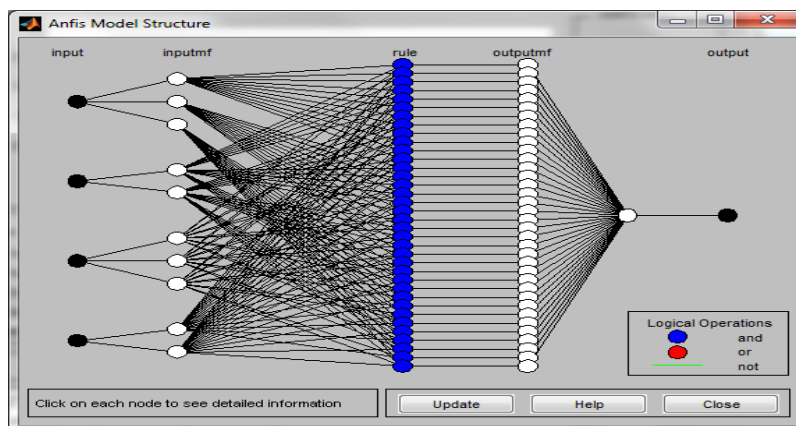 Anfis Model Structure
input inputmf rule outputmf output
Logical Operations
and
or
not
Click on each node to see detailed information
Update Help Close